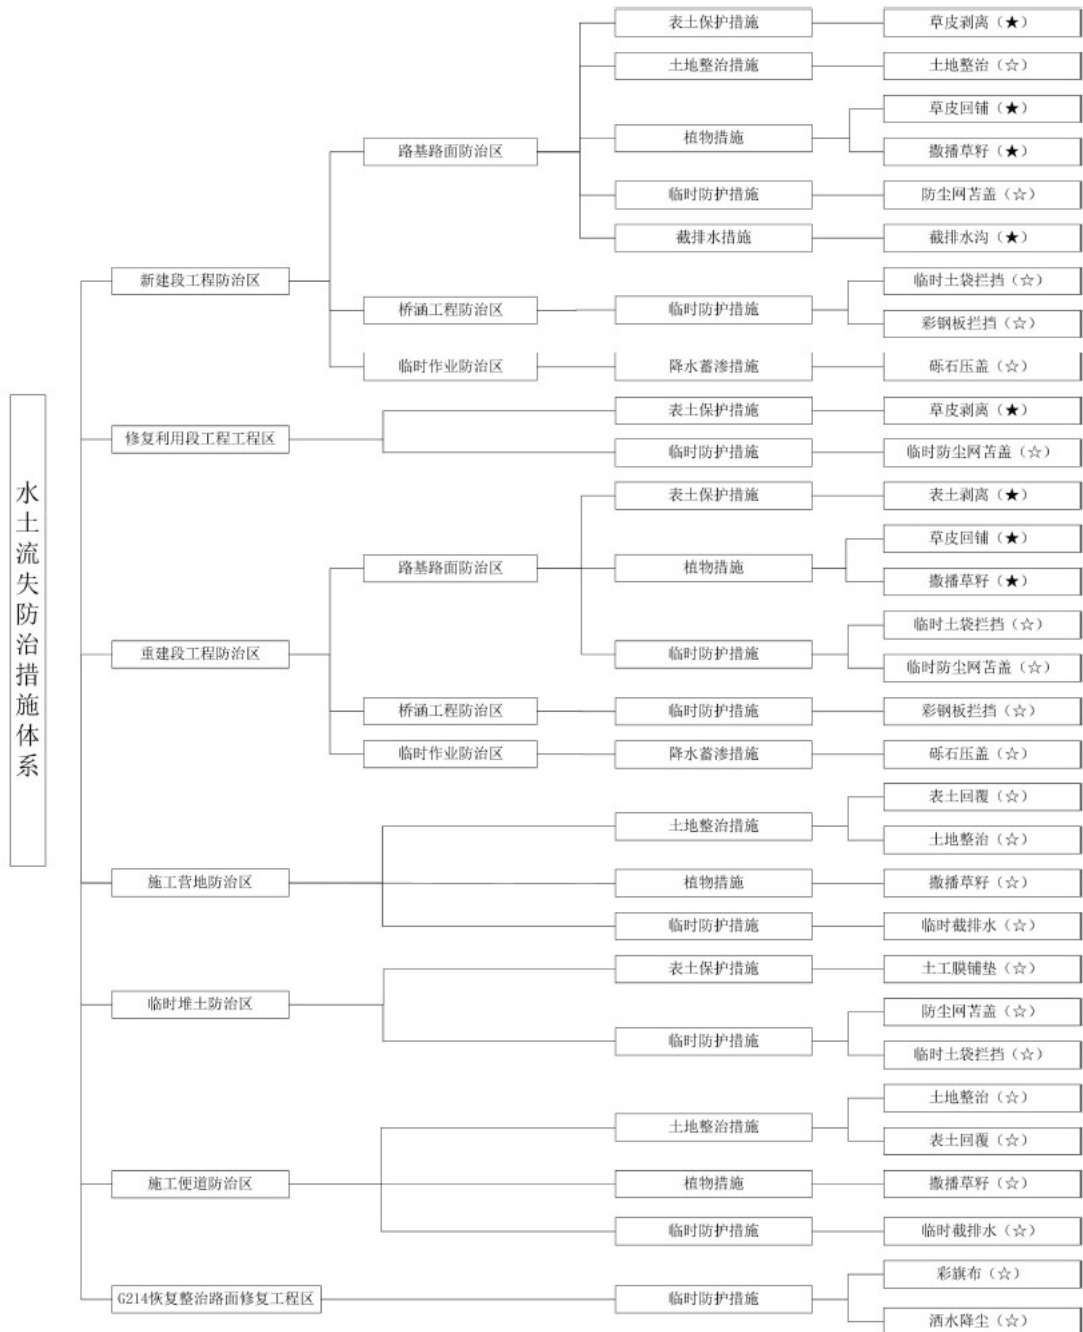 水土流失防治措施体系
新建段工程防治区
路基路面防治区
表土保护措施
草皮剥离（★）
土地整治措施
土地整治（☆）
植物措施
草皮回铺（★）
撒播草籽（★）
临时防护措施
防尘网苫盖（☆）
截排水措施
截排水沟（★）
桥涵工程防治区
临时防护措施
临时土袋拦挡（☆）
彩钢板拦挡（☆）
临时作业防治区
降水蓄渗措施
砾石压盖（☆）
修复利用段工程工程区
表土保护措施
草皮剥离（★）
临时防护措施
临时防尘网苫盖（☆）
重建段工程防治区
路基路面防治区
表土保护措施
表土剥离（★）
植物措施
草皮回铺（★）
撒播草籽（★）
临时防护措施
临时土袋拦挡（☆）
临时防尘网苫盖（☆）
桥涵工程防治区
临时防护措施
彩钢板拦挡（☆）
临时作业防治区
降水蓄渗措施
砾石压盖（☆）
施工营地防治区
土地整治措施
表土回覆（☆）
土地整治（☆）
植物措施
撒播草籽（☆）
临时防护措施
临时截排水（☆）
临时堆土防治区
表土保护措施
土工膜铺垫（☆）
临时防护措施
防尘网苫盖（☆）
临时土袋拦挡（☆）
施工便道防治区
土地整治措施
土地整治（☆）
表土回覆（☆）
植物措施
撒播草籽（☆）
临时防护措施
临时截排水（☆）
G214恢复整治路面修复工程区
临时防护措施
彩旗布（☆）
洒水降尘（☆）